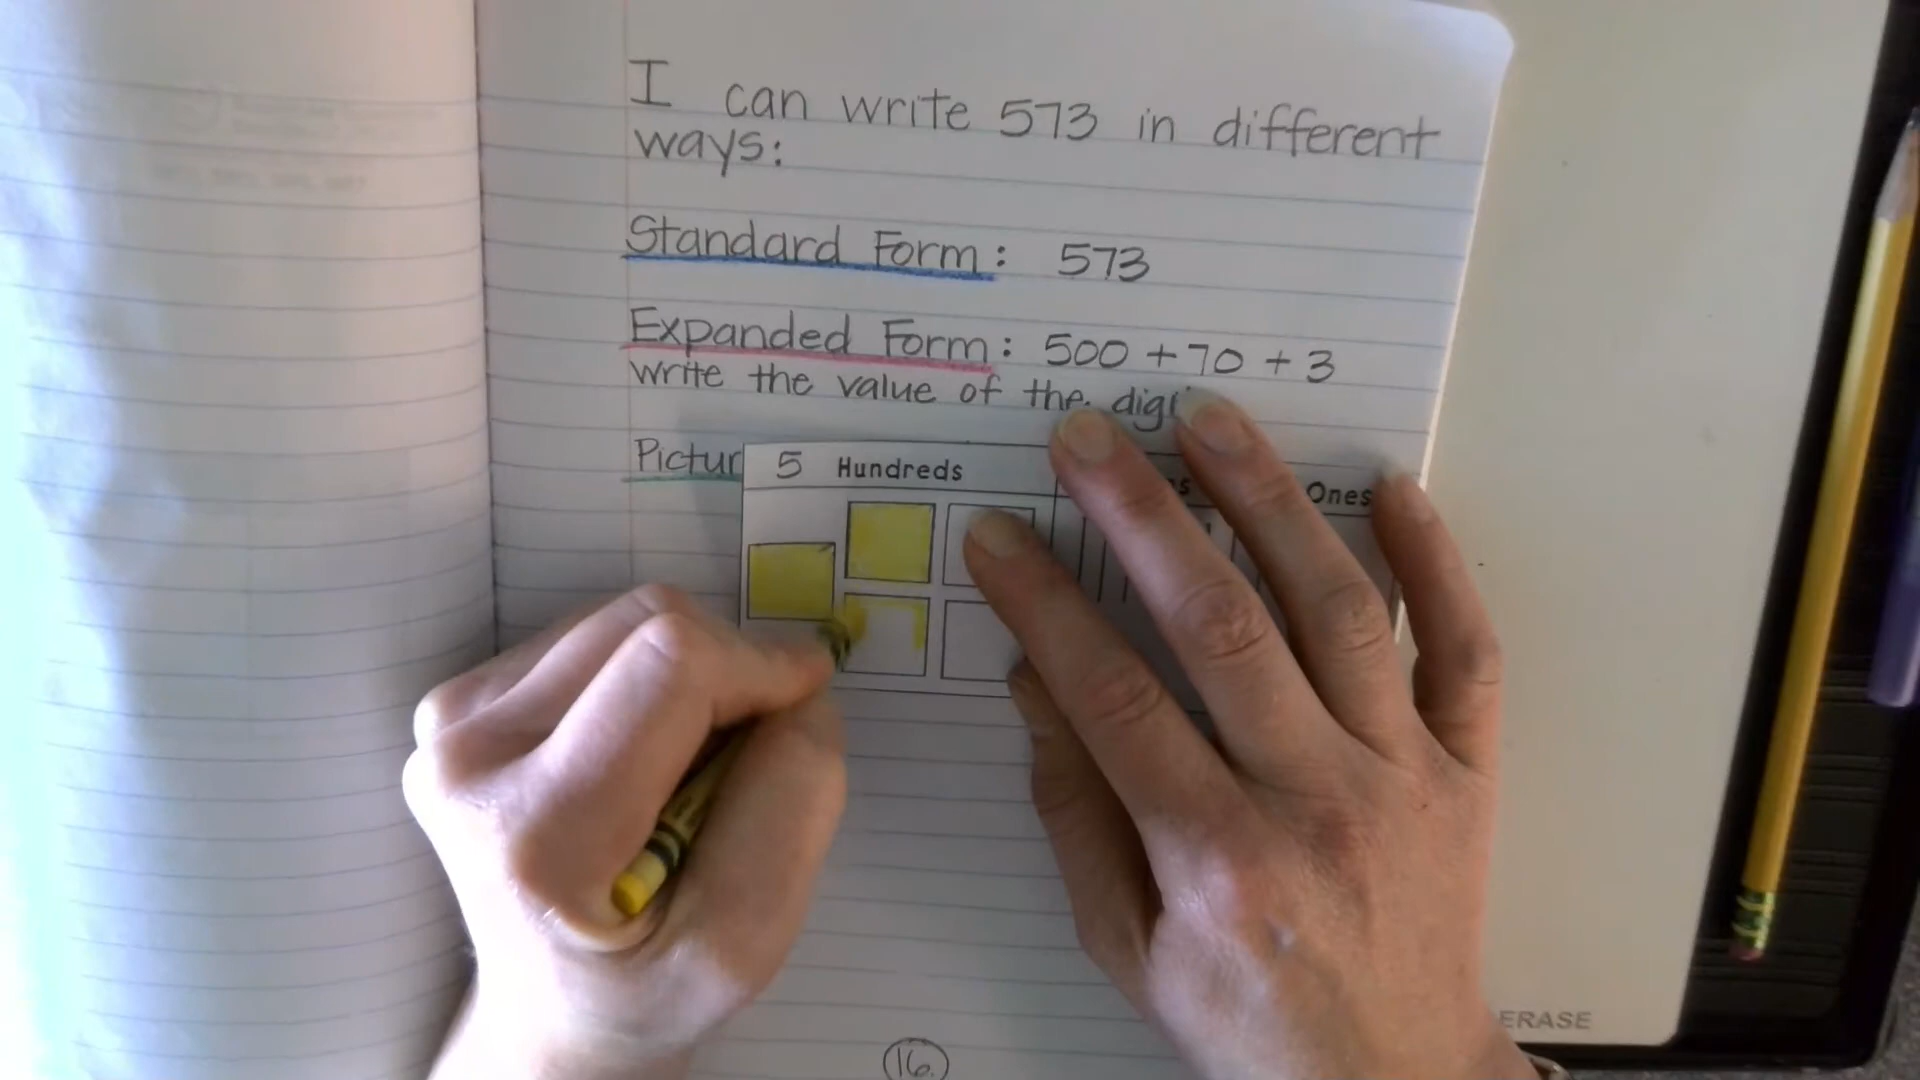 I can write 573 in different
ways:
Standard Form: 573
Expanded Form: 500 + 70 + 3
write the value of the
5 Hundreds
Ones
16
ERASE